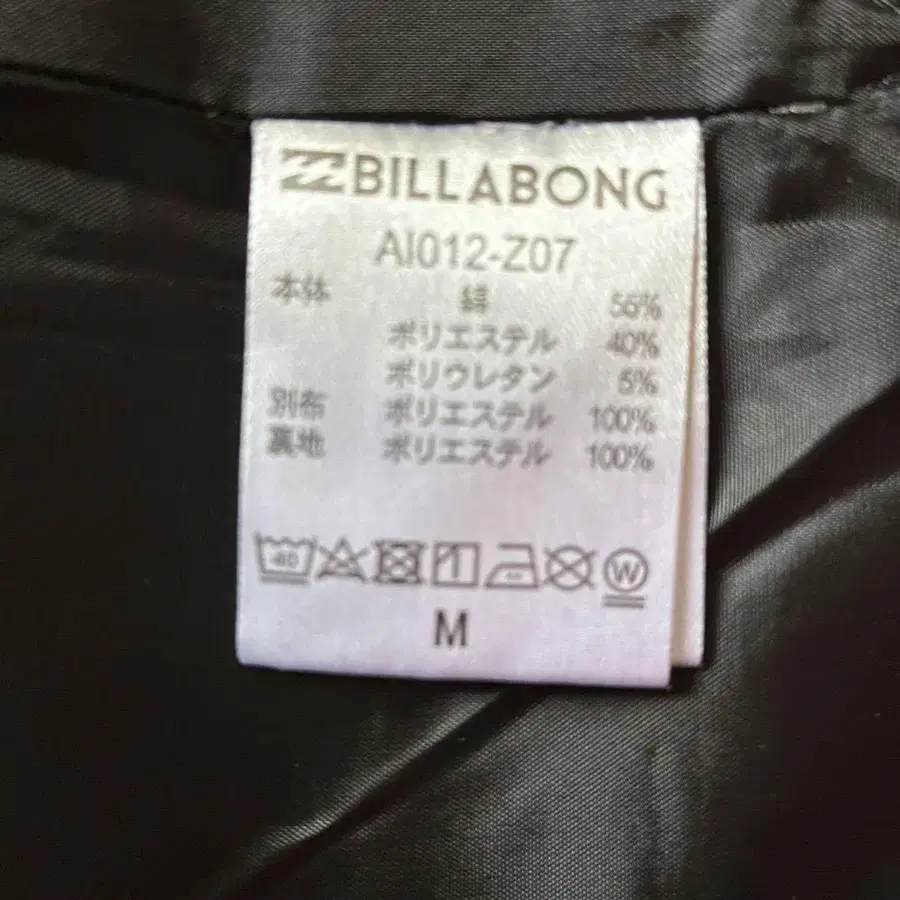 BILLABONG
AI012-Z07
本体 綿 55%
ポリエステル 40%
ポリウレタン 5%
別布 ポリエステル 100%
裏地 ポリエステル 100%
40 W
M